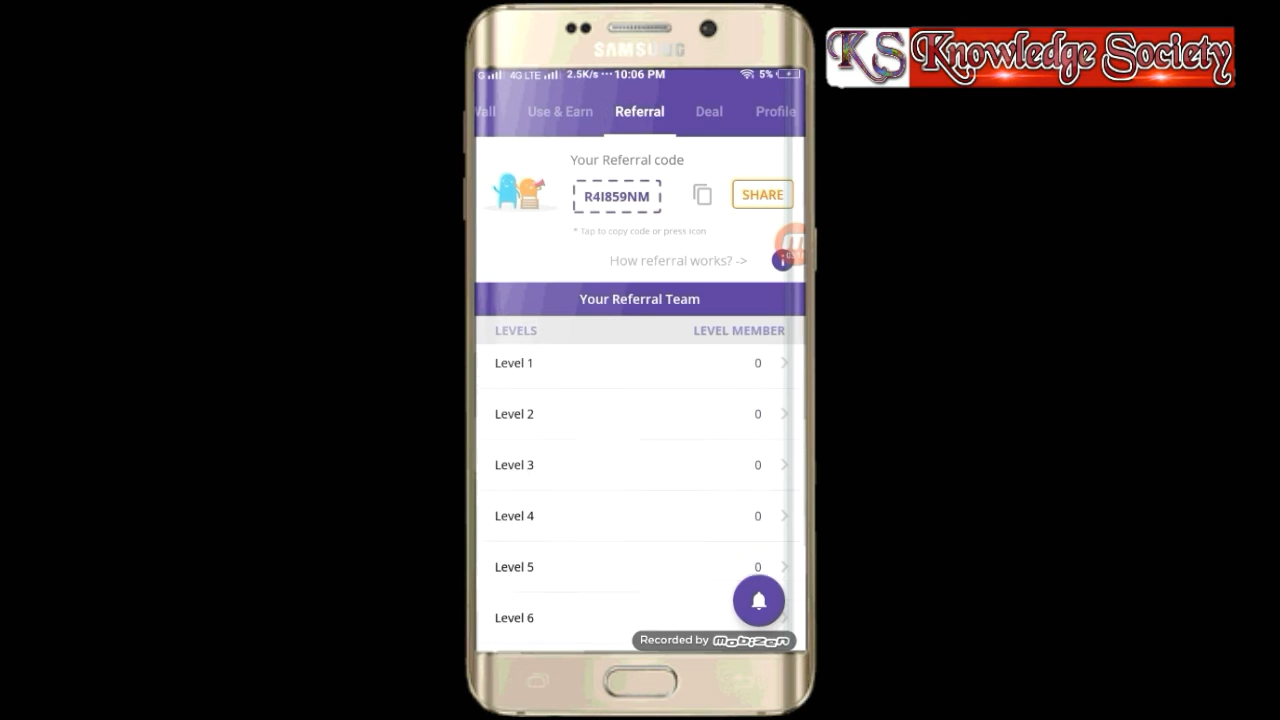 KS Knowledge Society
SAMSUNG
4G LTE 2.5K/s ... 10:06 PM 5%
Wall Use & Earn Referral Deal Profile
Your Referral code
R4I859NM SHARE
* Tap to copy code or press icon
How referral works? ->
Your Referral Team
LEVELS LEVEL MEMBER
Level 1 0
Level 2 0
Level 3 0
Level 4 0
Level 5 0
Level 6
Recorded by mobizen